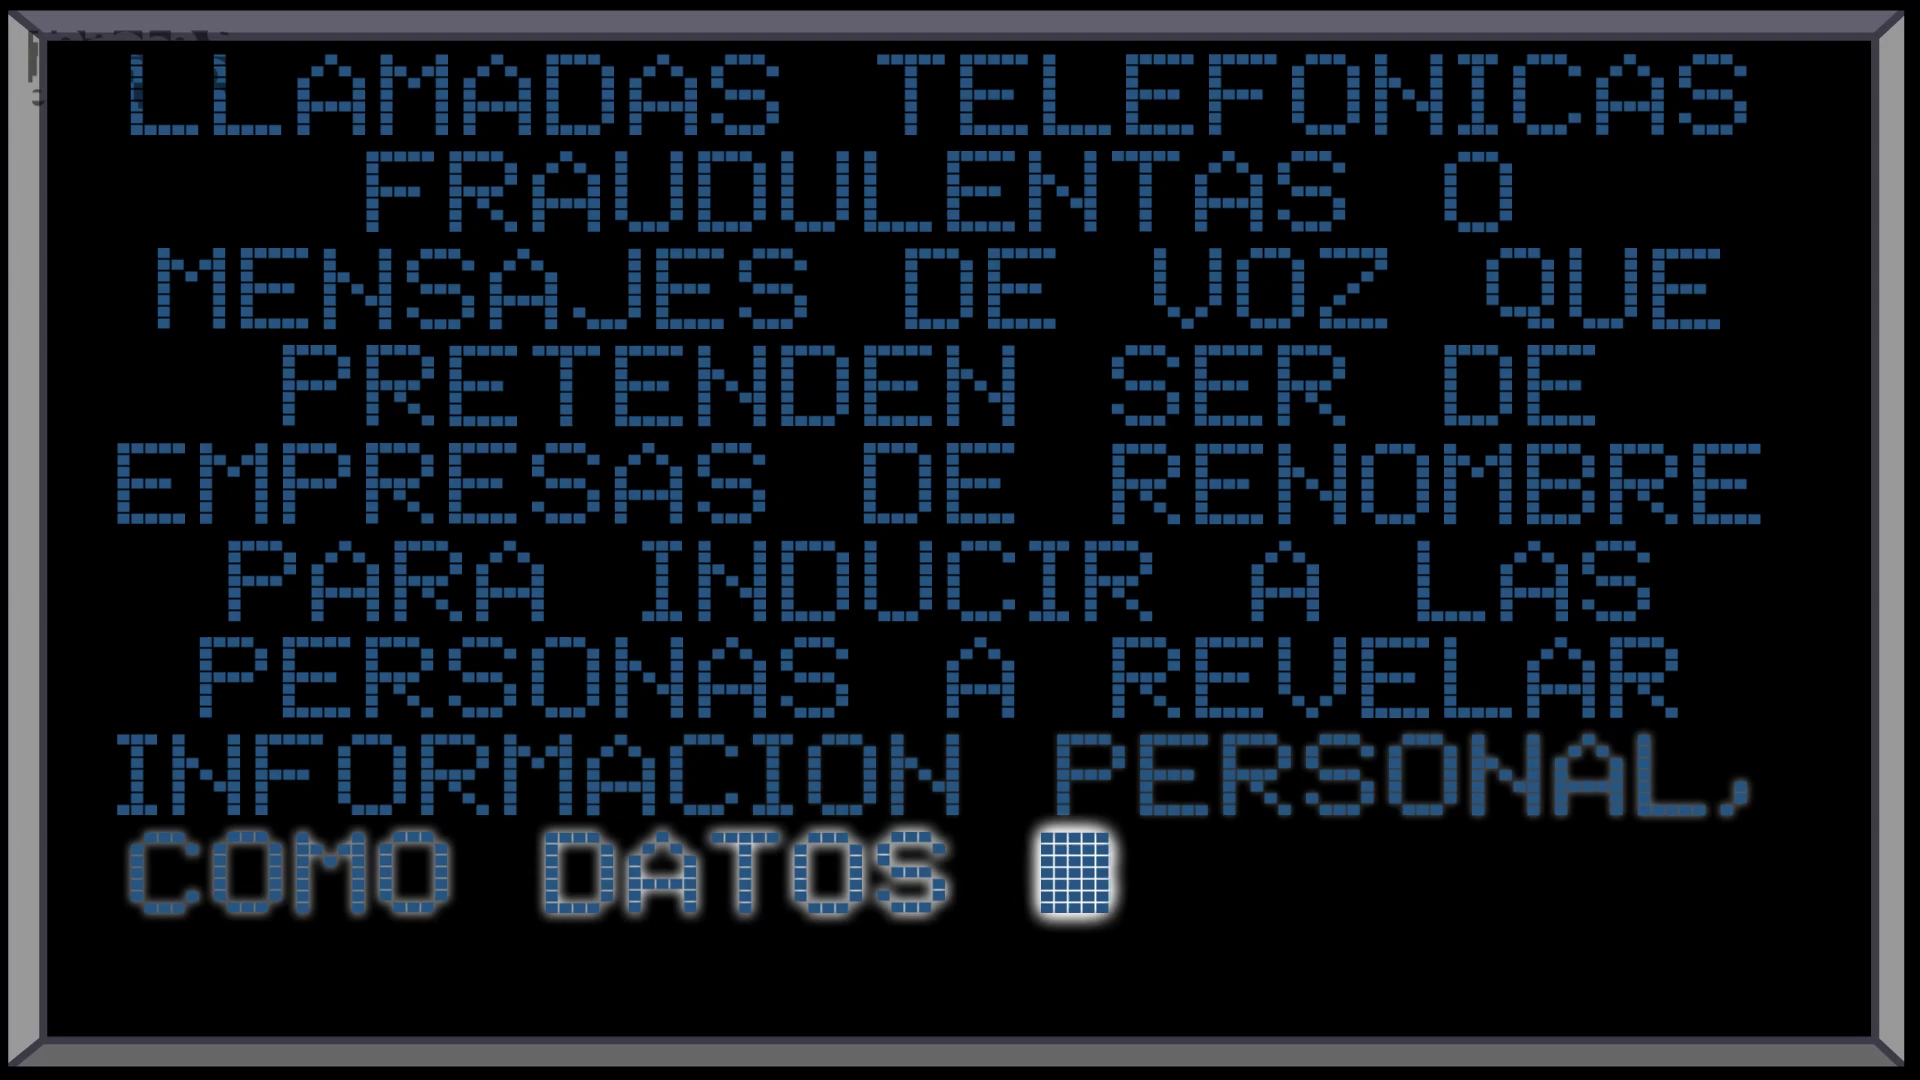 LLAMADAS TELEFONICAS
FRAUDULENTAS O
MENSAJES DE VOZ QUE
PRETENDEN SER DE
EMPRESAS DE RENOMBRE
PARA INDUCIR A LAS
PERSONAS A REVELAR
INFORMACION PERSONAL,
COMO DATOS